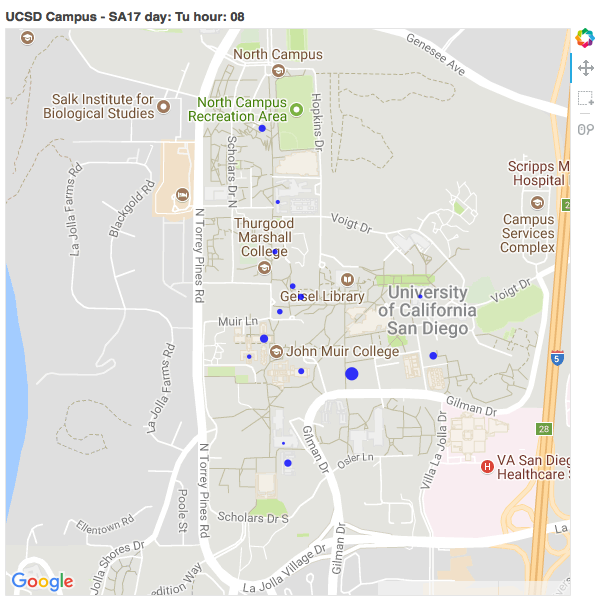 UCSD Campus - SA17 day: Tu hour: 08
Genesee Ave
North Campus
Salk Institute for
Biological Studies
North Campus
Recreation Area
Hopkins Dr
Scholars Dr N
La Jolla Farms Rd
Blackgold Rd
Scripps M
Hospital
Campus
Services
Complex
N Torrey Pines Rd
Voigt Dr
Thurgood
Marshall
College
Geisel Library
University
of California
San Diego
Voigt Dr
Muir Ln
John Muir College
La Jolla Farms Rd
5
Gilman Dr
28
Gilman Dr
Osler Ln
Villa La Jolla Dr
H
VA San Dieg
Healthcare S
N Torrey Pines Rd
Poole St
Ellentown Rd
Scholars Dr S
La Jolla Shores Dr
Gilman Dr
La Jolla Village Dr
La
edition Way
Google